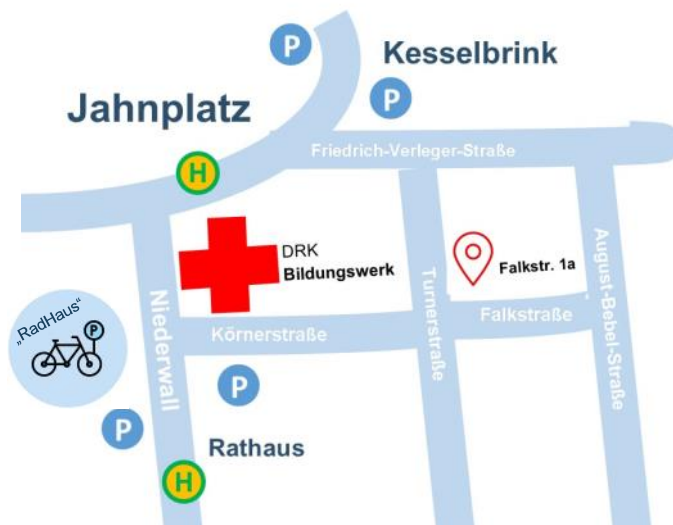 P
Kesselbrink
P
Jahnplatz
Friedrich-Verleger-Straße
H
DRK
Bildungswerk
Falkstr. 1a
„RadHaus“
P
Niederwall
Körnerstraße
Turnerstraße
Falkstraße
August-Bebel-Straße
P
P
Rathaus
H